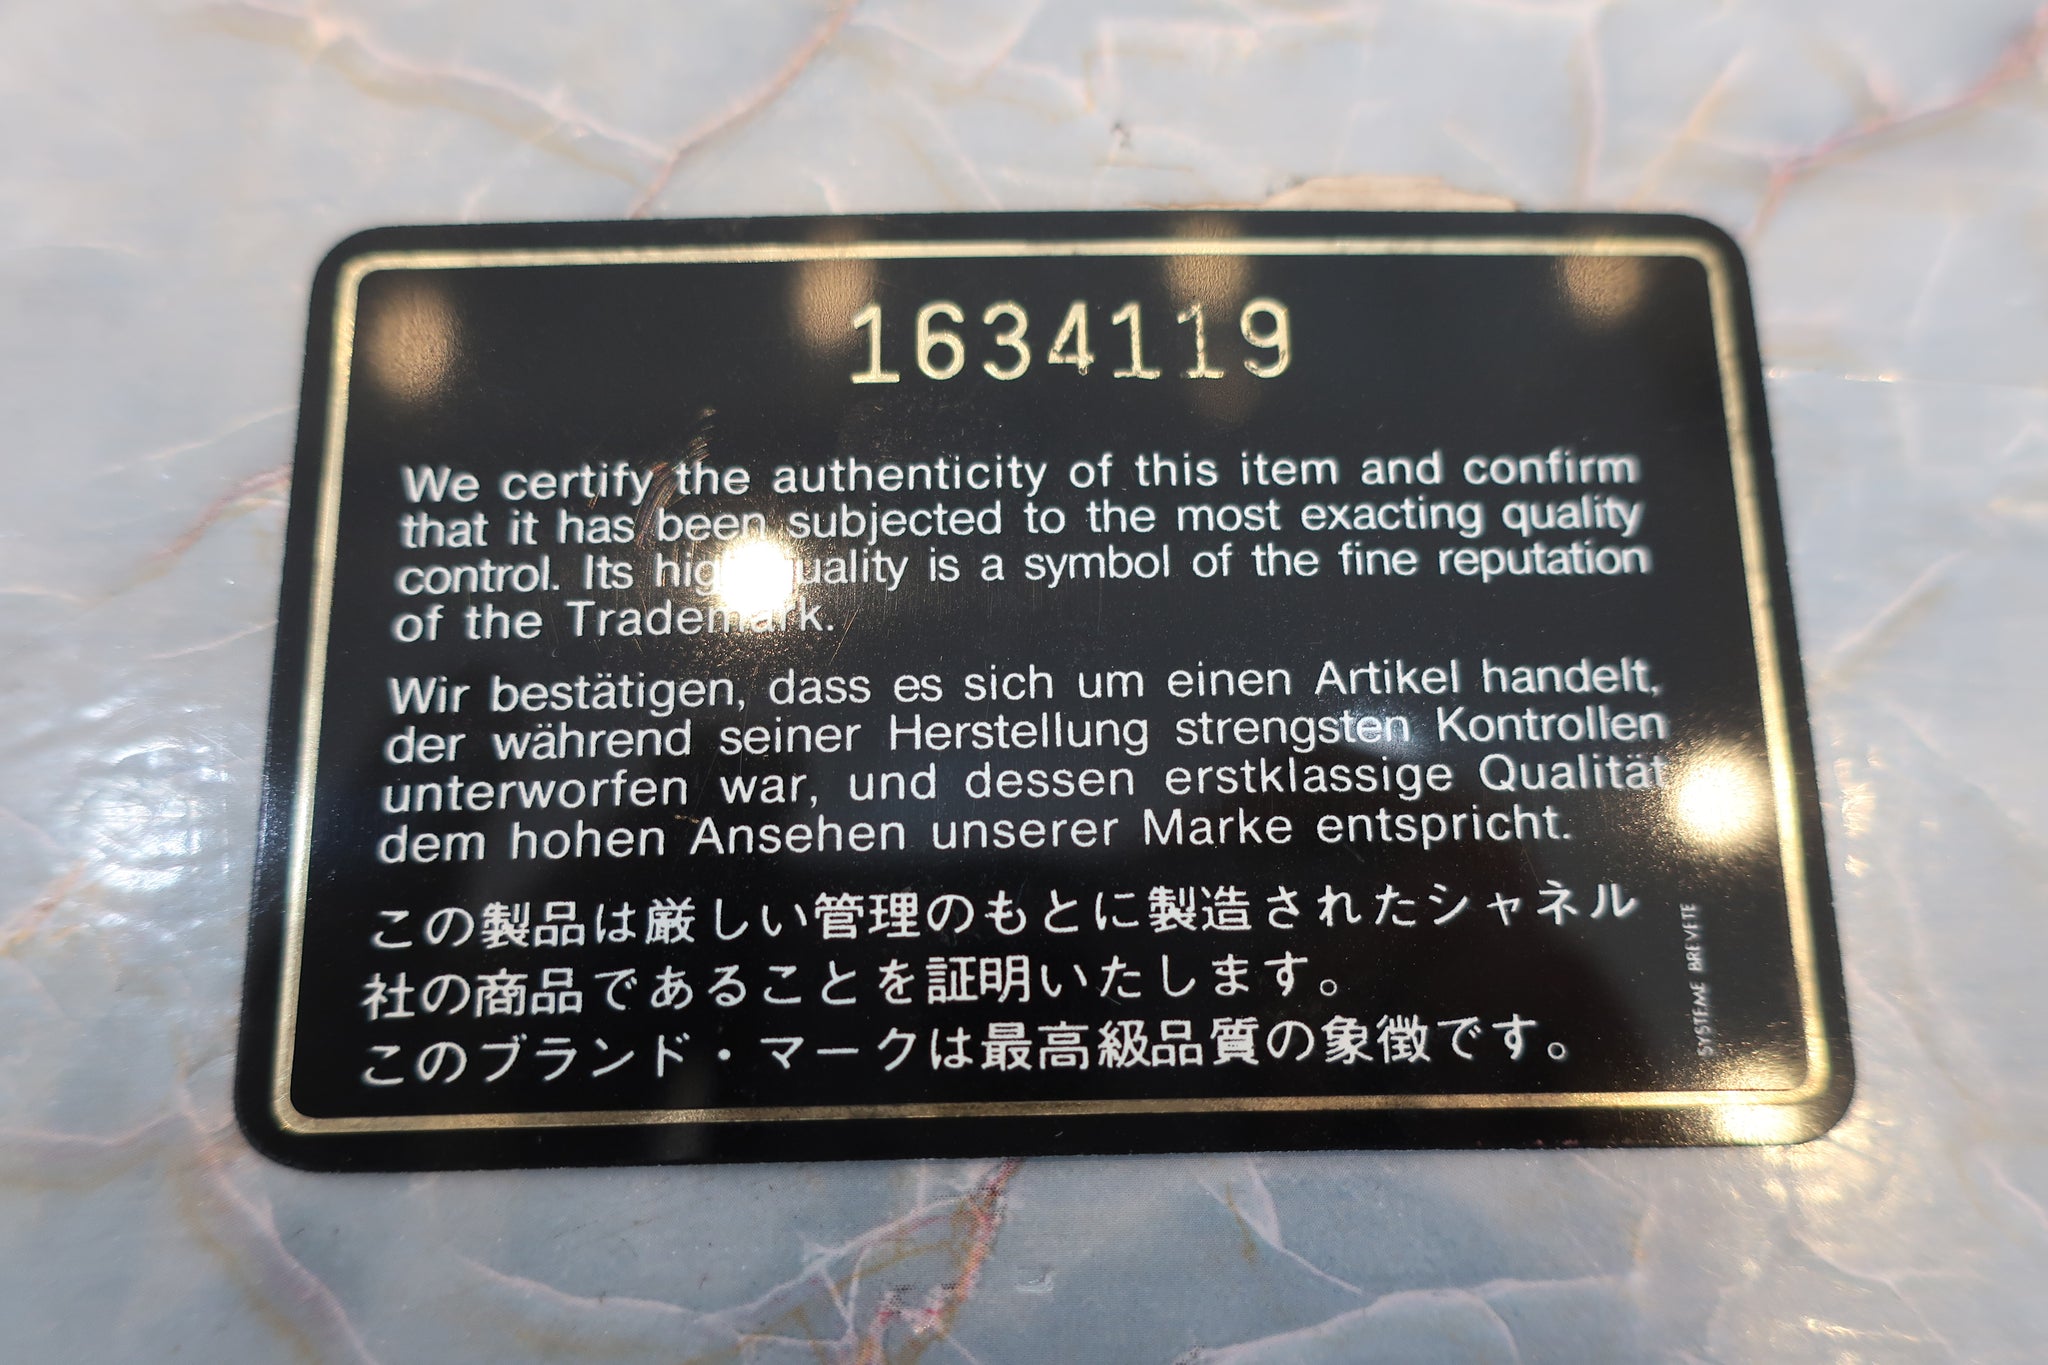 1634119
We certify the authenticity of this item and confirm
that it has been subjected to the most exacting quality
control. Its high quality is a symbol of the fine reputation
of the Trademark.
Wir bestätigen, dass es sich um einen Artikel handelt,
der während seiner Herstellung strengsten Kontrollen
unterworfen war, und dessen erstklassige Qualität
dem hohen Ansehen unserer Marke entspricht.
この製品は厳しい管理のもとに製造されたシャネル
社の商品であることを証明いたします。
このブランド・マークは最高級品質の象徴です。
SYSTEME BREVETE